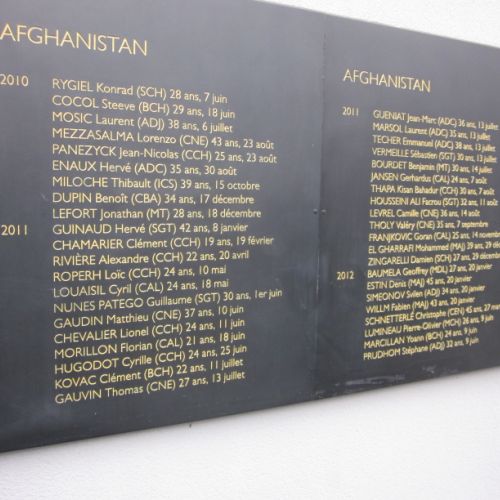 AFGHANISTAN
2010 RYGIEL Konrad (SCH) 28 ans, 7 juin
COCOL Steeve (BCH) 29 ans, 18 juin
MOSIC Laurent (ADJ) 38 ans, 6 juillet
MEZZASALMA Lorenzo (CNE) 43 ans, 23 août
PANEZYCK Jean-Nicolas (CCH) 25 ans, 23 août
ENAUX Hervé (ADC) 35 ans, 30 août
MILOCHE Thibault (ICS) 39 ans, 15 octobre
DUPIN Benoît (CBA) 34 ans, 17 décembre
LEFORT Jonathan (MT) 28 ans, 18 décembre
2011 GUINAUD Hervé (SGT) 42 ans, 8 janvier
CHAMARIER Clément (CCH) 19 ans, 19 février
RIVIÈRE Alexandre (CCH) 22 ans, 20 avril
ROPERH Loïc (CCH) 24 ans, 10 mai
LOUAISIL Cyril (CAL) 24 ans, 18 mai
NUNES PATEGO Guillaume (SGT) 30 ans, 1er juin
GAUDIN Matthieu (CNE) 37 ans, 10 juin
CHEVALIER Lionel (CCH) 24 ans, 11 juin
MORILLON Florian (CAL) 21 ans, 18 juin
HUGODOT Cyrille (CCH) 24 ans, 25 juin
KOVAC Clément (BCH) 22 ans, 11 juillet
GAUVIN Thomas (CNE) 27 ans, 13 juillet
AFGHANISTAN
2011 GUENIAT Jean-Marc (ADC) 36 ans, 13 juillet
MARSOL Laurent (ADC) 35 ans, 13 juillet
TECHER Emmanuel (ADC) 38 ans, 13 juillet
VERMEILLE Sébastien (SGT) 30 ans, 13 juillet
BOURDET Benjamin (MT) 30 ans, 14 juillet
JANSEN Gerhardus (CAL) 24 ans, 7 août
THAPA Kisan Bahadur (CCH) 30 ans, 7 août
HOUSSEINI ALI Facrou (SGT) 32 ans, 11 août
LEVREL Camille (CNE) 36 ans, 14 août
THOLY Valéry (CNE) 35 ans, 7 septembre
FRANJKOVIC Goran (CAL) 25 ans, 14 novembre
EL GHARRAFI Mohammed (MAJ) 39 ans, 29
ZINGARELLI Damien (SCH) 27 ans, 29 décembre
2012 BAUMELA Geoffrey (MDL) 27 ans, 20 janvier
ESTIN Denis (MAJ) 45 ans, 20 janvier
SIMEONOV Svilen (ADJ) 34 ans, 20 janvier
WILLM Fabien (MAJ) 43 ans, 20 janvier
SCHNETTERLÉ Christophe (CNE) 45 ans, 27
LUMINEAU Pierre-Olivier (MCH) 26 ans, 9 juin
MARCILLAN Yoann (BCH) 24 ans, 9 juin
PRUDHOM Stéphane (ADJ) 32 ans, 9 juin